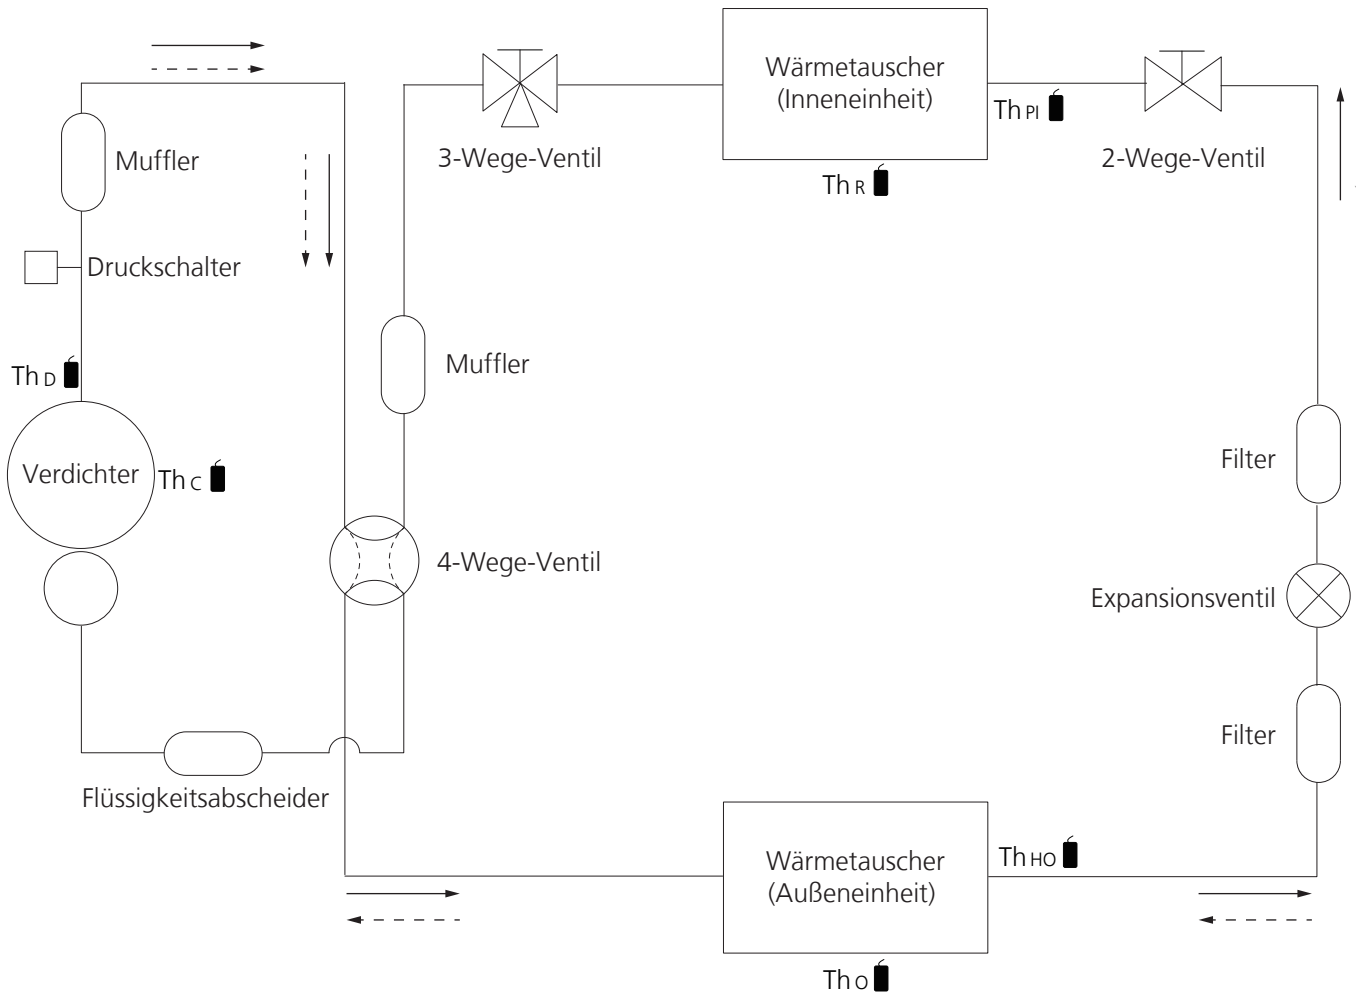 Wärmetauscher
(Inneneinheit)
Th PI
3-Wege-Ventil
2-Wege-Ventil
Muffler
Th R
Druckschalter
Th D
Muffler
Verdichter
Th C
Filter
4-Wege-Ventil
Expansionsventil
Filter
Flüssigkeitsabscheider
Wärmetauscher
(Außeneinheit)
Th HO
Th O